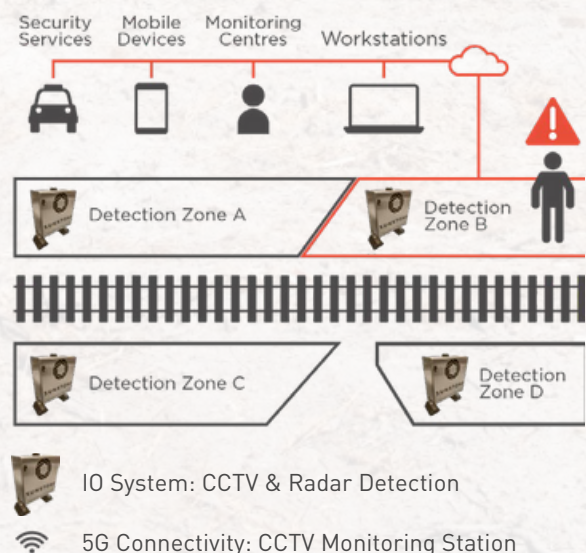 Security Services
Mobile Devices
Monitoring Centres
Workstations
Detection Zone A
Detection Zone B
Detection Zone C
Detection Zone D
IO System: CCTV & Radar Detection
5G Connectivity: CCTV Monitoring Station